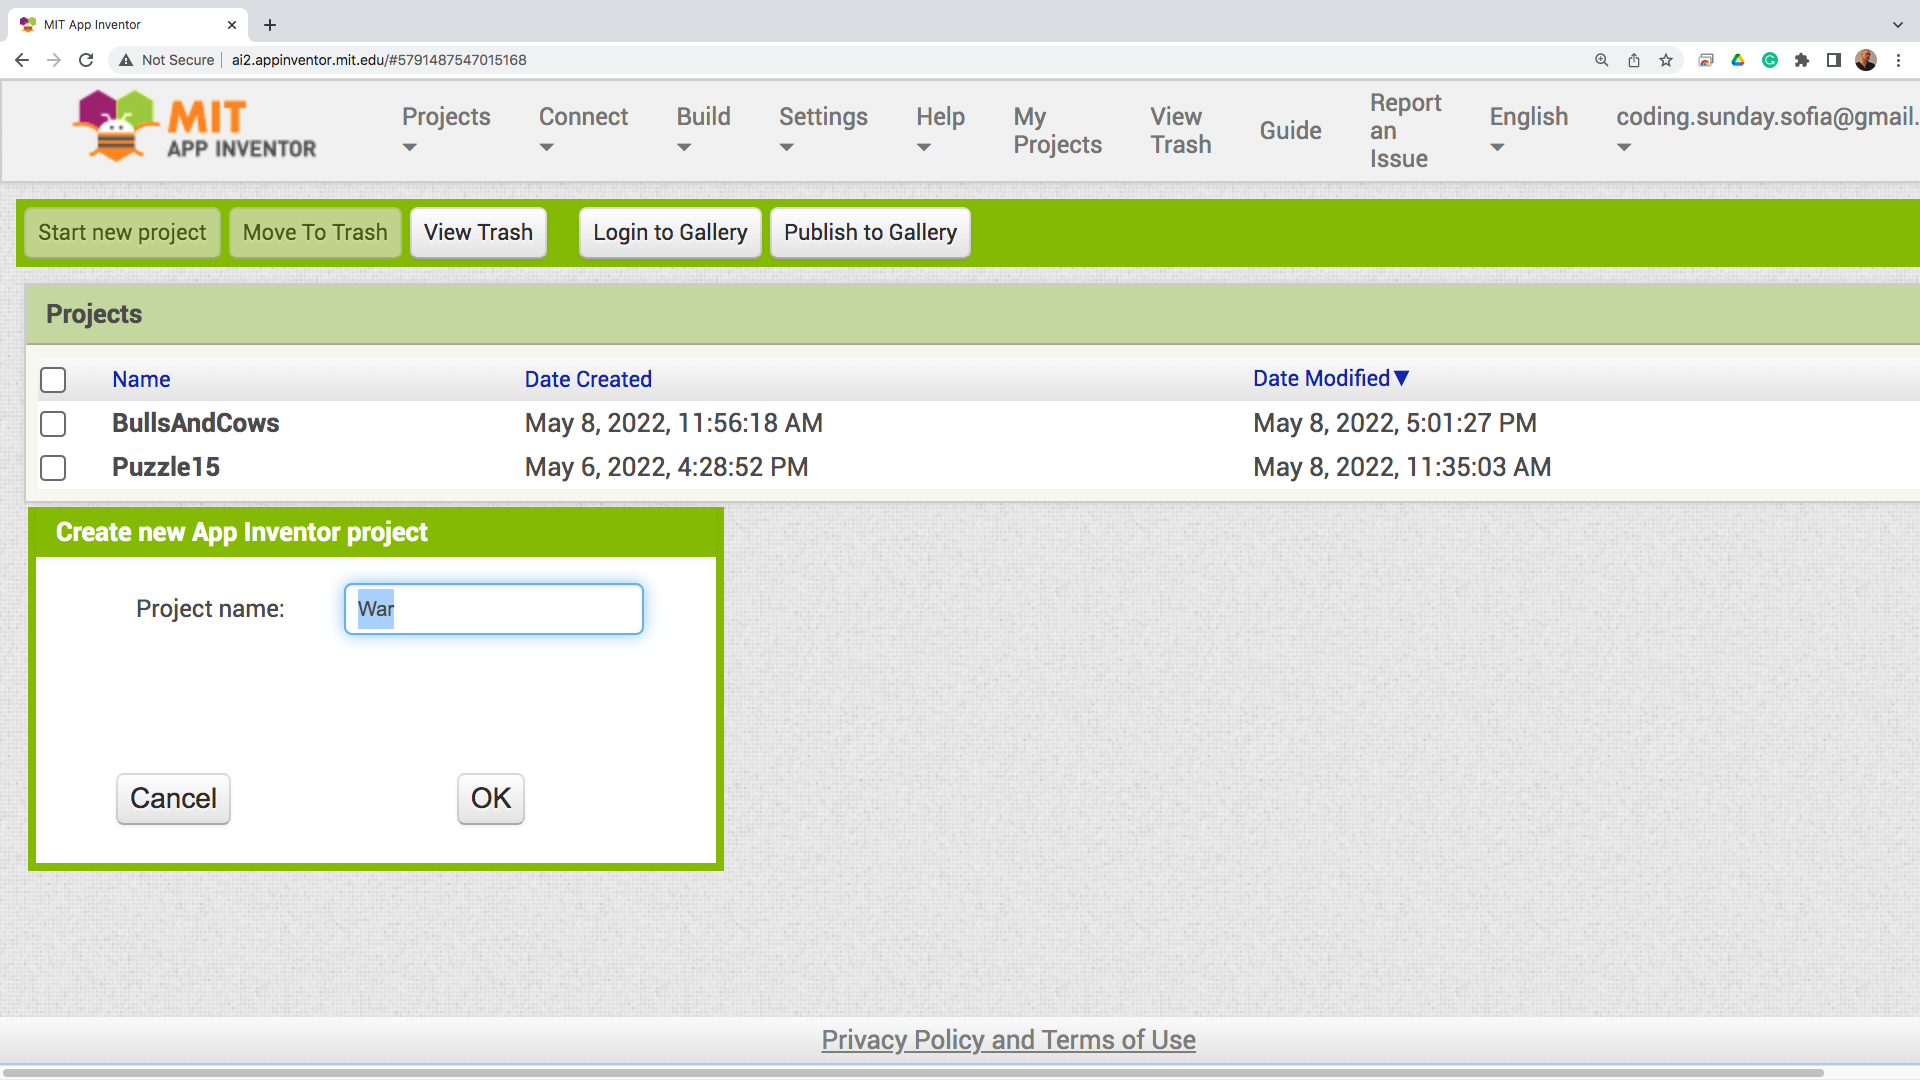 MIT App Inventor
Not Secure ai2.appinventor.mit.edu/#5791487547015168
MIT
APP INVENTOR
Projects
Connect
Build
Settings
Help
My
Projects
View
Trash
Guide
Report
an
Issue
English
coding.sunday.sofia@gmail.
Start new project
Move To Trash
View Trash
Login to Gallery
Publish to Gallery
Projects
Name Date Created Date Modified▼
BullsAndCows May 8, 2022, 11:56:18 AM May 8, 2022, 5:01:27 PM
Puzzle15 May 6, 2022, 4:28:52 PM May 8, 2022, 11:35:03 AM
Create new App Inventor project
Project name: War
Cancel OK
Privacy Policy and Terms of Use